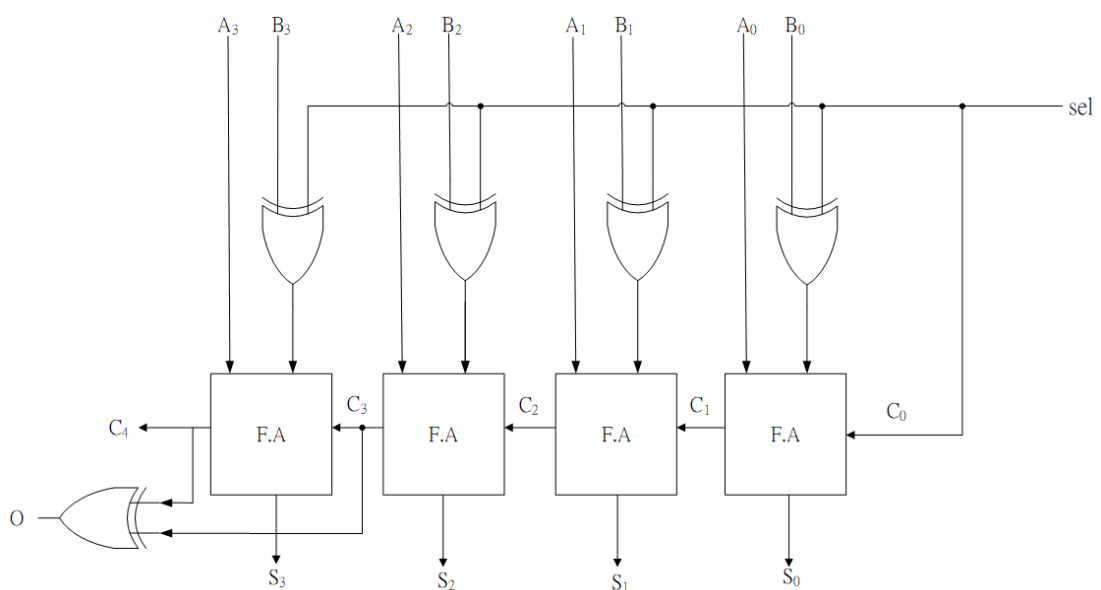 A₃ B₃ A₂ B₂ A₁ B₁ A₀ B₀
sel
C₃ C₂ C₁ C₀
C₄ F.A F.A F.A F.A
O
S₃ S₂ S₁ S₀